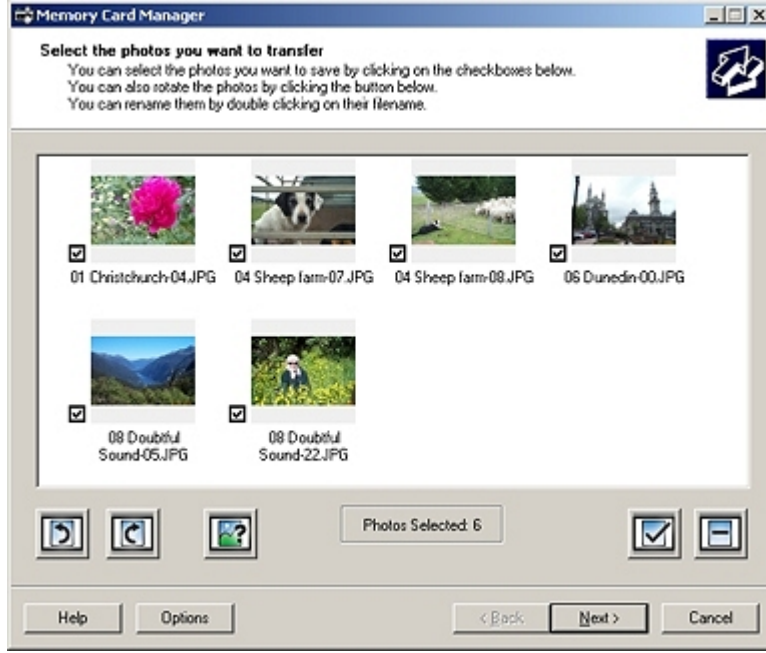 Memory Card Manager
Select the photos you want to transfer
You can select the photos you want to save by clicking on the checkboxes below.
You can also rotate the photos by clicking the button below.
You can rename them by double clicking on their filename.
01 Christchurch-04.JPG
04 Sheep farm-07.JPG
04 Sheep farm-08.JPG
06 Dunedin-00.JPG
08 Doubtful
Sound-05.JPG
08 Doubtful
Sound-22.JPG
?
Photos Selected: 6
Help
Options
< Back
Next >
Cancel